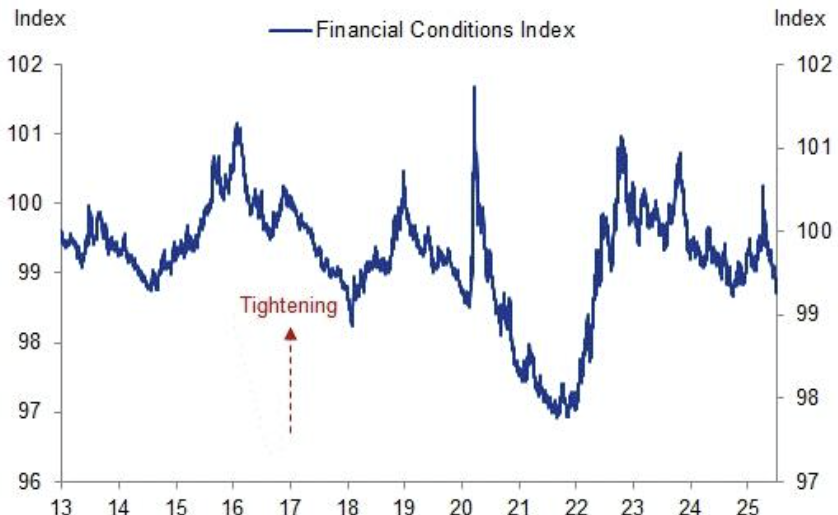 Index
Financial Conditions Index
Index
102
101
100
99
98
97
96
102
101
100
99
98
97
Tightening
13 14 15 16 17 18 19 20 21 22 23 24 25